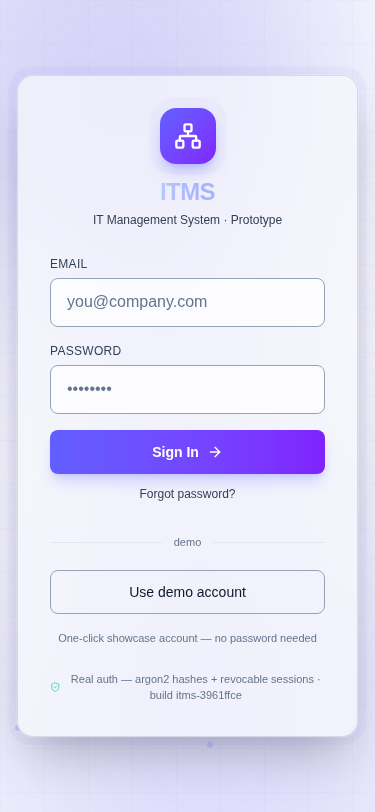 ITMS
IT Management System · Prototype
EMAIL
you@company.com
PASSWORD
••••••••
Sign In →
Forgot password?
demo
Use demo account
One-click showcase account — no password needed
Real auth — argon2 hashes + revocable sessions ·
build itms-3961ffce